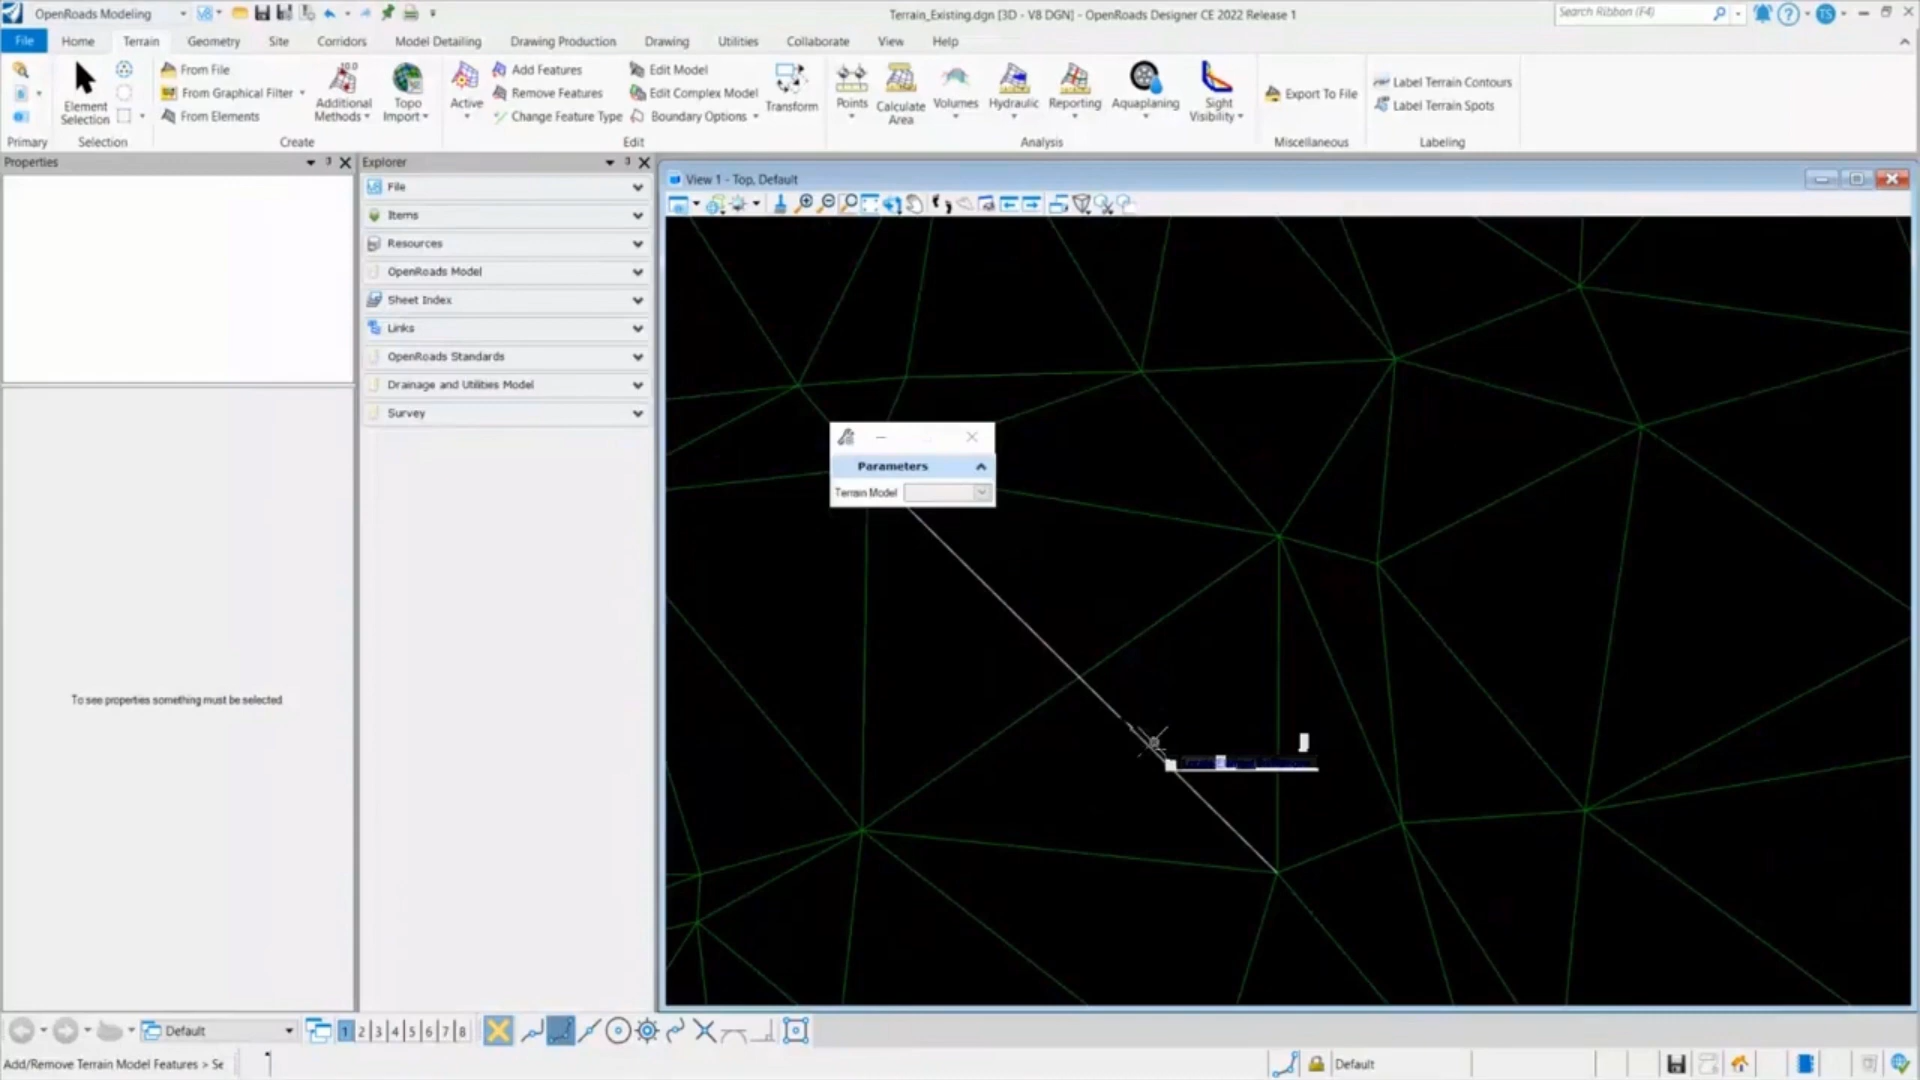 OpenRoads Modeling
Terrain_Existing.dgn [3D - V8 DGN] - OpenRoads Designer CE 2022 Release 1
Search Ribbon (F4)
TS
File Home Terrain Geometry Site Corridors Model Detailing Drawing Production Drawing Utilities Collaborate View Help
Element Selection
From File
From Graphical Filter
From Elements
10.0
Additional Methods
Topo Import
Active
Add Features
Remove Features
Change Feature Type
Edit Model
Edit Complex Model
Boundary Options
Transform
Points
Calculate Area
Volumes
Hydraulic
Reporting
Aquaplaning
Sight Visibility
Export To File
Label Terrain Contours
Label Terrain Spots
Primary Selection Create Edit Analysis Miscellaneous Labeling
Properties
Explorer
File
Items
Resources
OpenRoads Model
Sheet Index
Links
OpenRoads Standards
Drainage and Utilities Model
Survey
To see properties something must be selected
View 1 - Top, Default
Parameters
Terrain Model
Default
1 2 3 4 5 6 7 8
Add/Remove Terrain Model Features > Se
Default